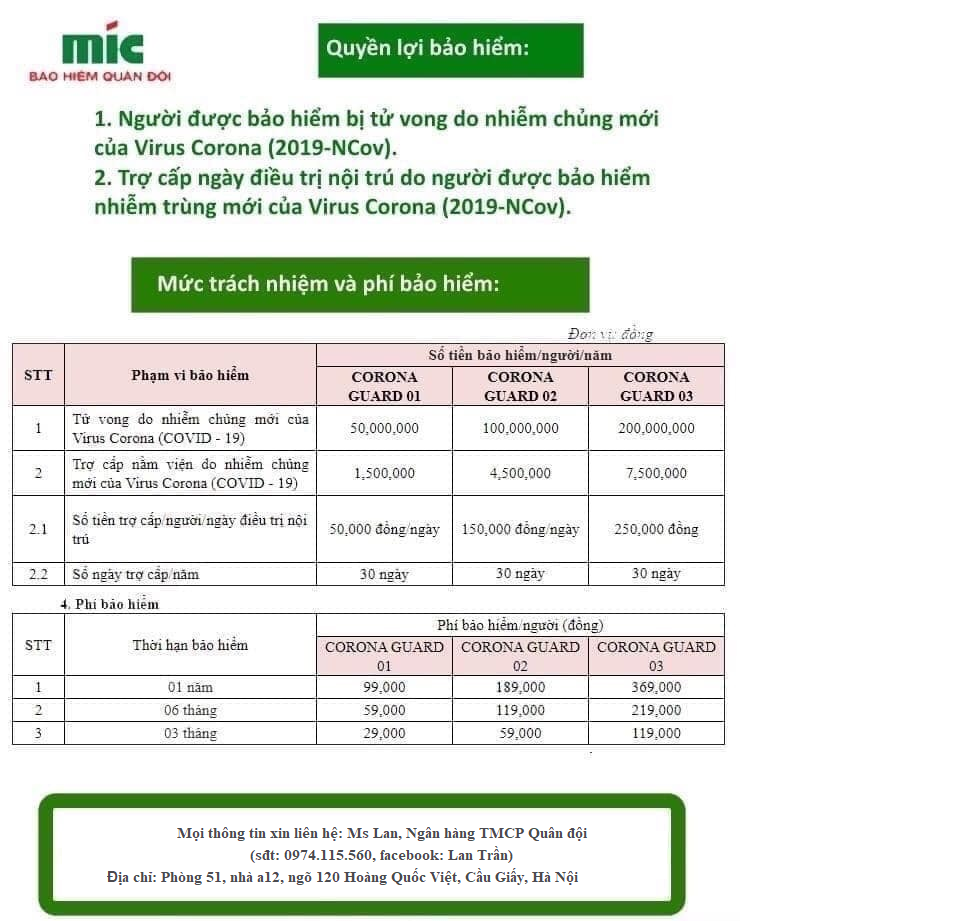 mic
BẢO HIỂM QUÂN ĐỘI
Quyền lợi bảo hiểm:
1. Người được bảo hiểm bị tử vong do nhiễm chủng mới
của Virus Corona (2019-NCov).
2. Trợ cấp ngày điều trị nội trú do người được bảo hiểm
nhiễm trùng mới của Virus Corona (2019-NCov).
Mức trách nhiệm và phí bảo hiểm:
Đơn vị: đồng
STT Phạm vi bảo hiểm Số tiền bảo hiểm/người/năm
CORONA GUARD 01 CORONA GUARD 02 CORONA GUARD 03
1 Tử vong do nhiễm chủng mới của
Virus Corona (COVID - 19) 50,000,000 100,000,000 200,000,000
2 Trợ cấp nằm viện do nhiễm chủng
mới của Virus Corona (COVID - 19) 1,500,000 4,500,000 7,500,000
2.1 Số tiền trợ cấp/người/ngày điều trị nội
trú 50,000 đồng/ngày 150,000 đồng/ngày 250,000 đồng
2.2 Số ngày trợ cấp/năm 30 ngày 30 ngày 30 ngày
4. Phí bảo hiểm
STT Thời hạn bảo hiểm Phí bảo hiểm/người (đồng)
CORONA GUARD 01 CORONA GUARD 02 CORONA GUARD 03
1 01 năm 99,000 189,000 369,000
2 06 tháng 59,000 119,000 219,000
3 03 tháng 29,000 59,000 119,000
Mọi thông tin xin liên hệ: Ms Lan, Ngân hàng TMCP Quân đội
(sđt: 0974.115.560, facebook: Lan Trần)
Địa chỉ: Phòng 51, nhà a12, ngõ 120 Hoàng Quốc Việt, Cầu Giấy, Hà Nội